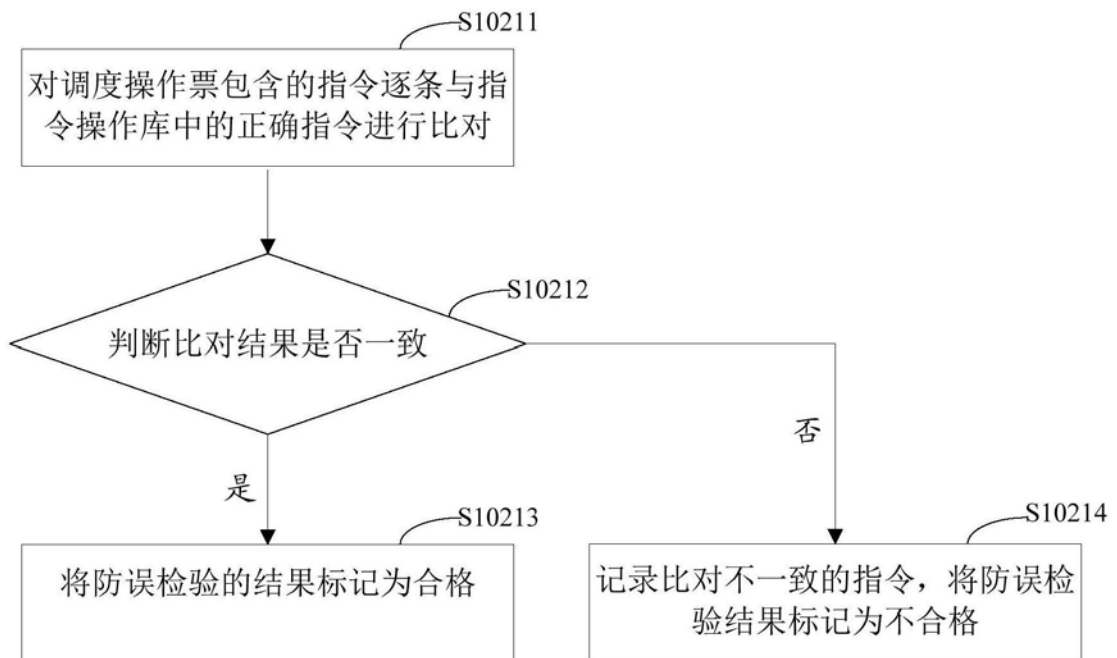 S10211
对调度操作票包含的指令逐条与指
令操作库中的正确指令进行比对
S10212
判断比对结果是否一致
否
是
S10213
将防误检验的结果标记为合格
S10214
记录比对不一致的指令，将防误检
验结果标记为不合格